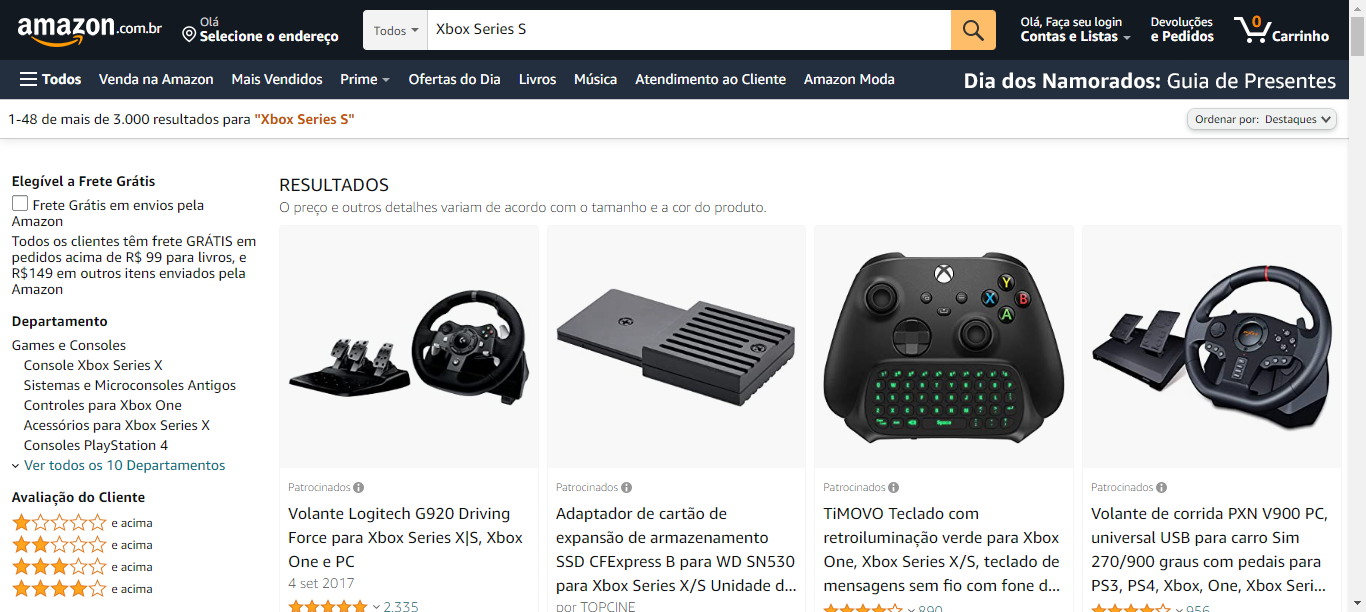 amazon.com.br
Olá
Selecione o endereço
Todos
Xbox Series S
Olá, Faça seu login
Contas e Listas
Devoluções
e Pedidos
0
Carrinho
Todos
Venda na Amazon
Mais Vendidos
Prime
Ofertas do Dia
Livros
Música
Atendimento ao Cliente
Amazon Moda
Dia dos Namorados: Guia de Presentes
1-48 de mais de 3.000 resultados para "Xbox Series S"
Ordenar por: Destaques
Elegível a Frete Grátis
Frete Grátis em envios pela
Amazon
Todos os clientes têm frete GRÁTIS em
pedidos acima de R$ 99 para livros, e
R$149 em outros itens enviados pela
Amazon
Departamento
Games e Consoles
Console Xbox Series X
Sistemas e Microconsoles Antigos
Controles para Xbox One
Acessórios para Xbox Series X
Consoles PlayStation 4
Ver todos os 10 Departamentos
Avaliação do Cliente
e acima
e acima
e acima
e acima
RESULTADOS
O preço e outros detalhes variam de acordo com o tamanho e a cor do produto.
Patrocinados
Volante Logitech G920 Driving
Force para Xbox Series X|S, Xbox
One e PC
4 set 2017
2.335
Patrocinados
Adaptador de cartão de
expansão de armazenamento
SSD CFExpress B para WD SN530
para Xbox Series X/S Unidade d...
por TOPCINE
Y
X
B
A
Patrocinados
TiMOVO Teclado com
retroiluminação verde para Xbox
One, Xbox Series X/S, teclado de
mensagens sem fio com fone d...
890
Patrocinados
Volante de corrida PXN V900 PC,
universal USB para carro Sim
270/900 graus com pedais para
PS3, PS4, Xbox, One, Xbox Seri...
956